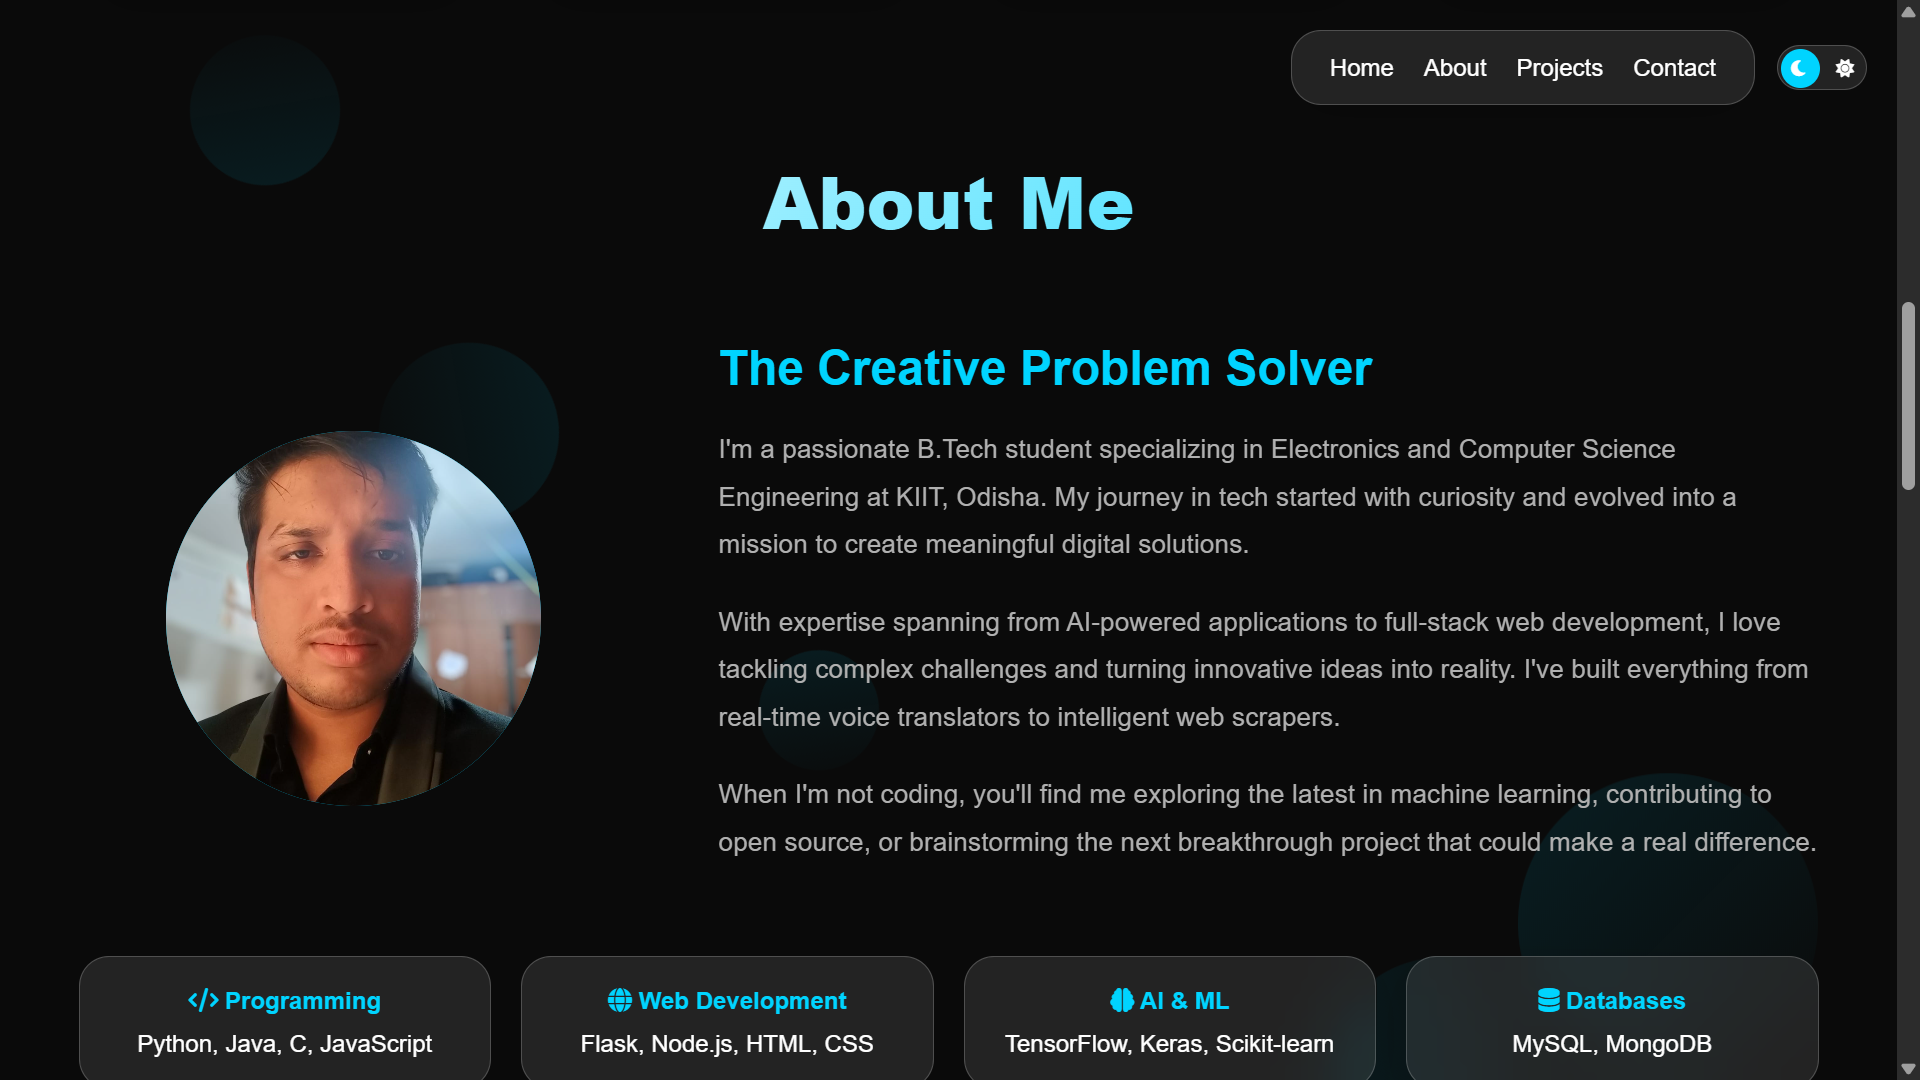 Home About Projects Contact
About Me
The Creative Problem Solver
I'm a passionate B.Tech student specializing in Electronics and Computer Science
Engineering at KIIT, Odisha. My journey in tech started with curiosity and evolved into a
mission to create meaningful digital solutions.
With expertise spanning from AI-powered applications to full-stack web development, I love
tackling complex challenges and turning innovative ideas into reality. I've built everything from
real-time voice translators to intelligent web scrapers.
When I'm not coding, you'll find me exploring the latest in machine learning, contributing to
open source, or brainstorming the next breakthrough project that could make a real difference.
Programming
Python, Java, C, JavaScript
Web Development
Flask, Node.js, HTML, CSS
AI & ML
TensorFlow, Keras, Scikit-learn
Databases
MySQL, MongoDB